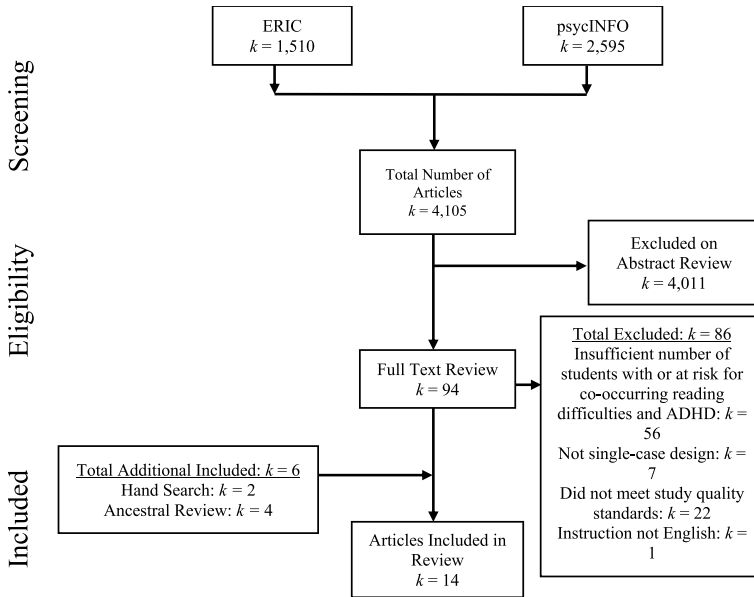 Screening
ERIC
k = 1,510
psycINFO
k = 2,595
Total Number of
Articles
k = 4,105
Eligibility
Excluded on
Abstract Review
k = 4,011
Full Text Review
k = 94
Total Excluded: k = 86
Insufficient number of
students with or at risk for
co-occurring reading
difficulties and ADHD: k =
56
Not single-case design: k =
7
Did not meet study quality
standards: k = 22
Instruction not English: k =
1
Included
Total Additional Included: k = 6
Hand Search: k = 2
Ancestral Review: k = 4
Articles Included in
Review
k = 14